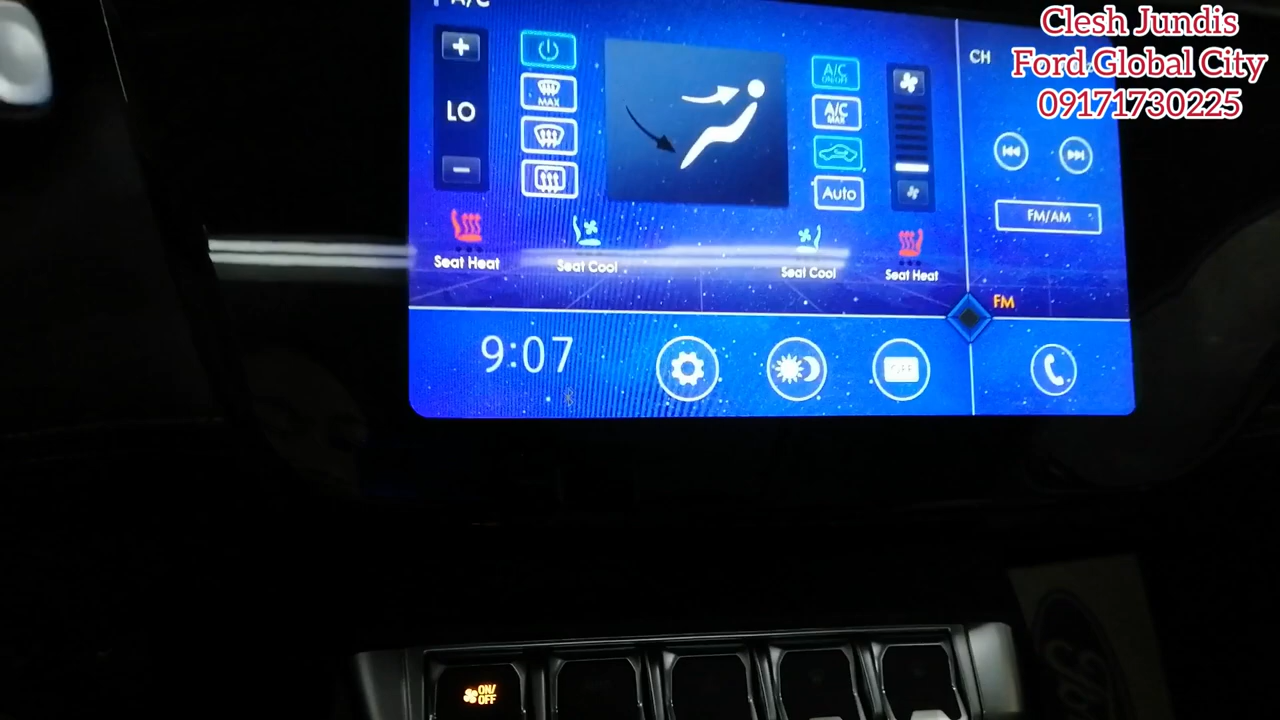 A/C
Clesh Jundis
Ford Global City
09171730225
LO
MAX
A/C
ON/OFF
A/C
MAX
Auto
CH
FM/AM
Seat Heat
Seat Cool
Seat Cool
Seat Heat
FM
9:07
OFF
ON/
OFF